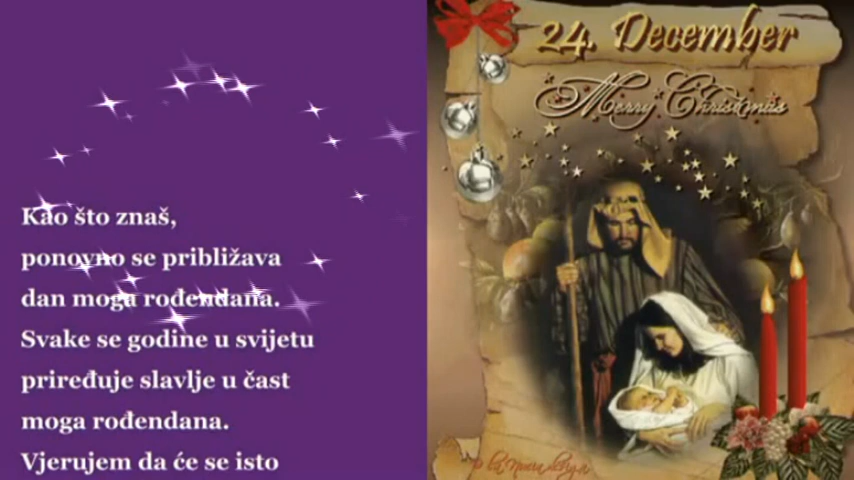 Kao što znaš,
ponovno se približava
dan moga rođendana.
Svake se godine u svijetu
priređuje slavlje u čast
moga rođendana.
Vjerujem da će se isto
24. December
Merry Christmas